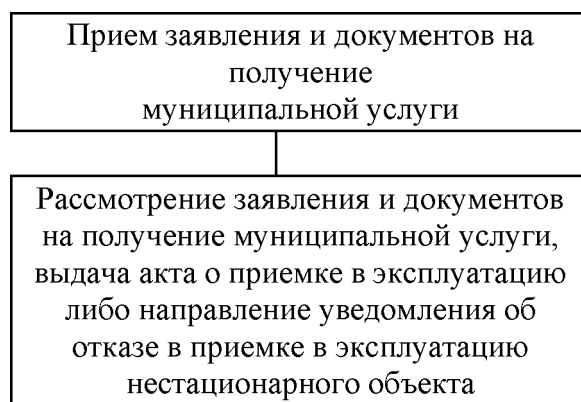 Прием заявления и документов на
получение
муниципальной услуги
Рассмотрение заявления и документов
на получение муниципальной услуги,
выдача акта о приемке в эксплуатацию
либо направление уведомления об
отказе в приемке в эксплуатацию
нестационарного объекта